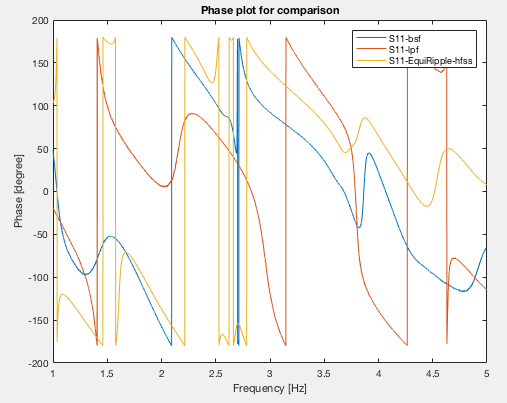 Phase plot for comparison
200
150
100
50
0
-50
-100
-150
-200
Phase [degree]
S11-bsf
S11-lpf
S11-EquiRipple-hfss
1 1.5 2 2.5 3 3.5 4 4.5 5
Frequency [Hz]